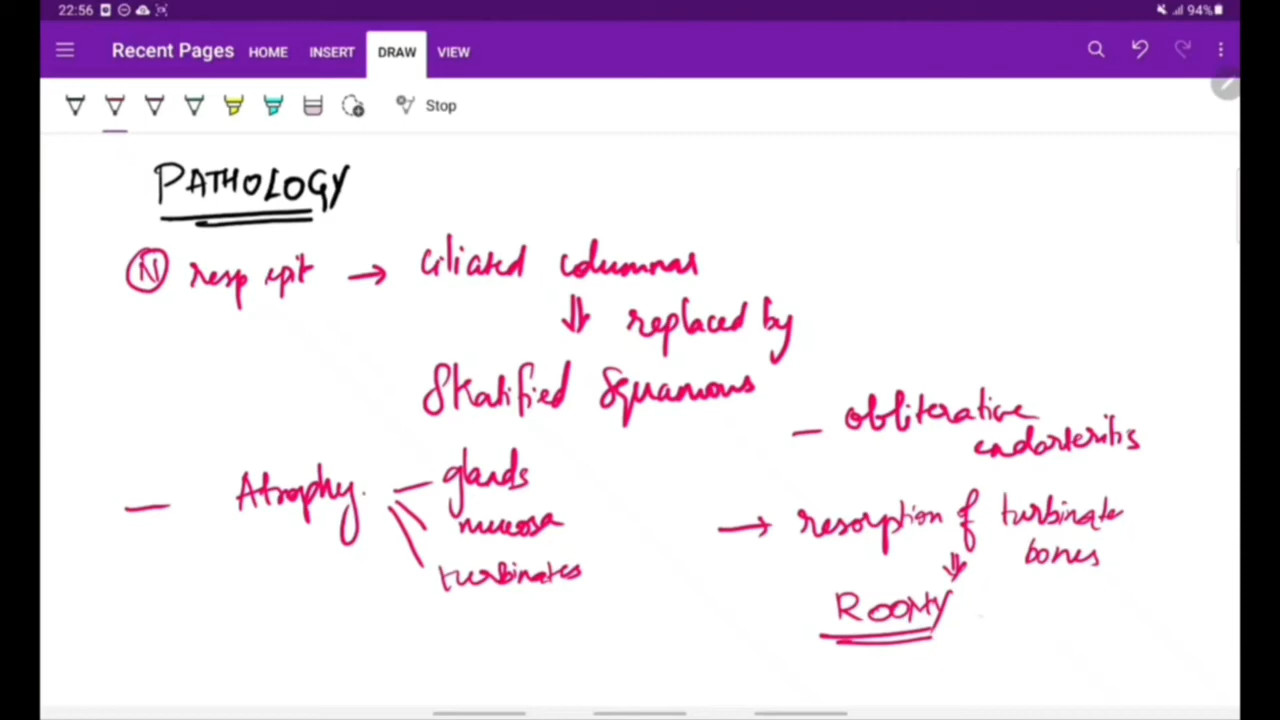 22:56 94%
Recent Pages HOME INSERT DRAW VIEW
Stop
PATHOLOGY
N resp epit → ciliated columnar
⇓ replaced by
Stratified Squamous
— Atrophy — glands
mucosa
turbinates
— obliterative
endarteritis
→ resorption of turbinate
bones
⇓
ROOMY